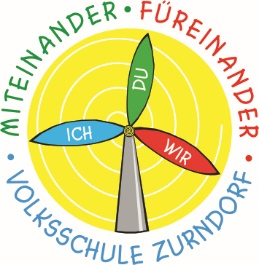 MITEINANDER • FÜREINANDER •
DU
ICH
WIR
• VOLKSSCHULE ZURNDORF